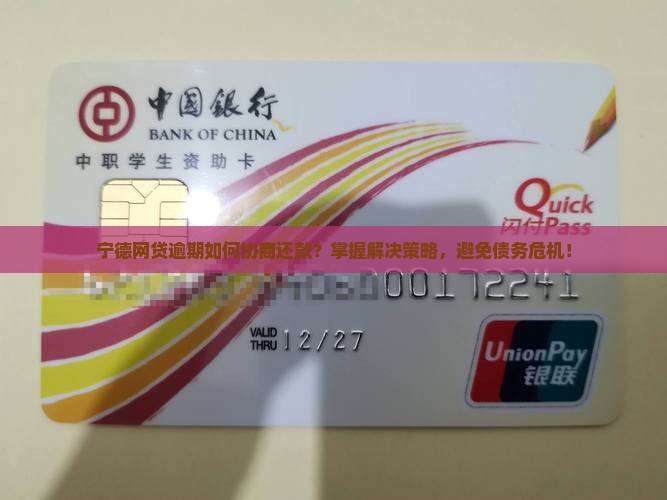 中国銀行
BANK OF CHINA
中职学生资助卡
Quick
闪付Pass
宁德网贷逾期如何协商还款？掌握解决策略，避免债务危机！
00172241
VALID
THRU 12/27
UnionPay
银联